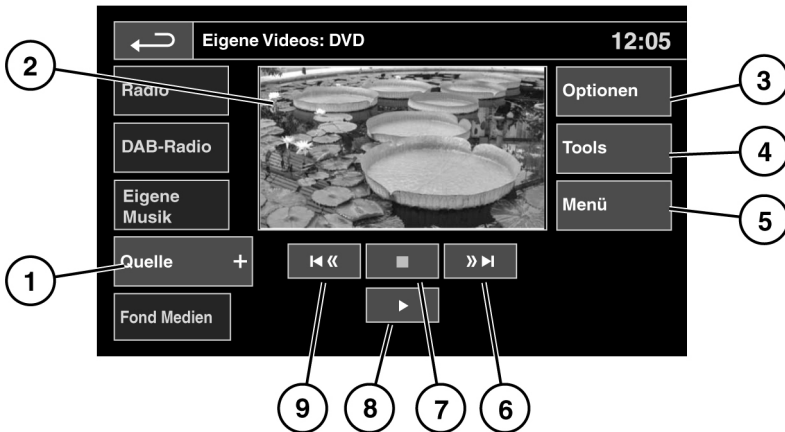 Eigene Videos: DVD 12:05
2
Radio
Optionen
3
DAB-Radio
Tools
4
Eigene
Musik
Menü
5
1
Quelle +
Fond Medien
9 8 7 6